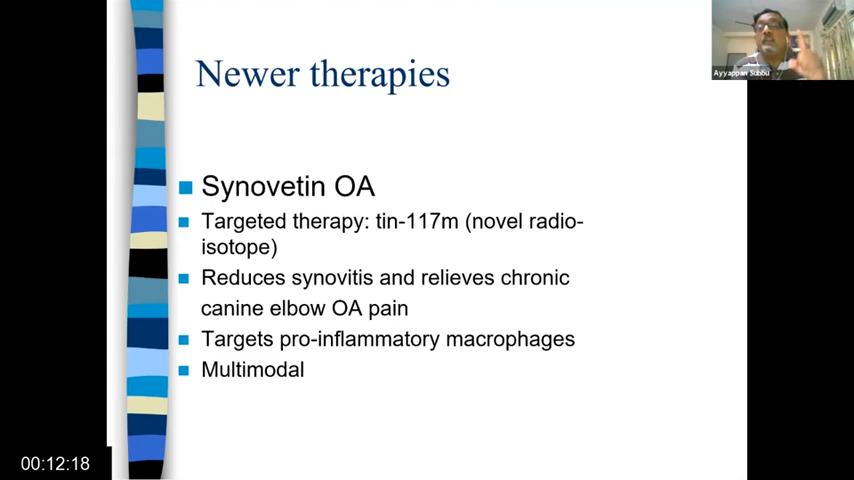 Newer therapies
Ayyappan Subbu
Synovetin OA
Targeted therapy: tin-117m (novel radio-
isotope)
Reduces synovitis and relieves chronic
canine elbow OA pain
Targets pro-inflammatory macrophages
Multimodal
00:12:18